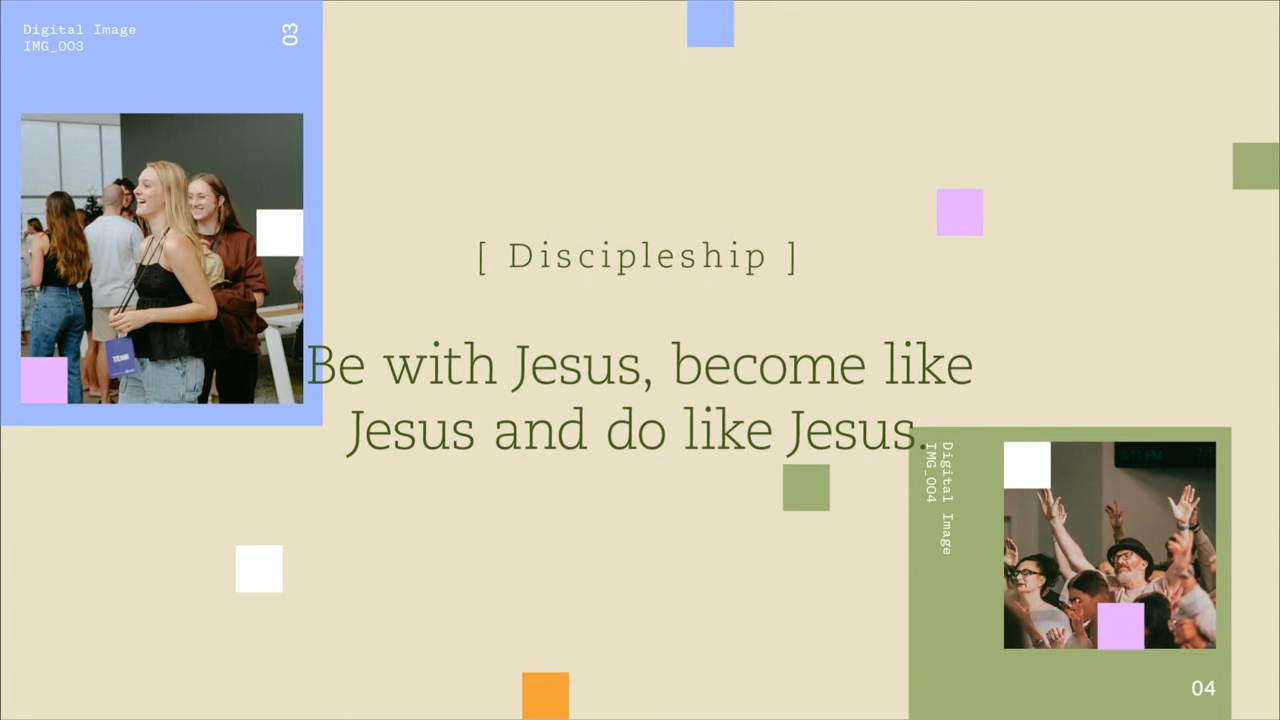 Digital Image
IMG_003
03
[ Discipleship ]
Be with Jesus, become like
Jesus and do like Jesus.
Digital Image
IMG_004
TEAM
04